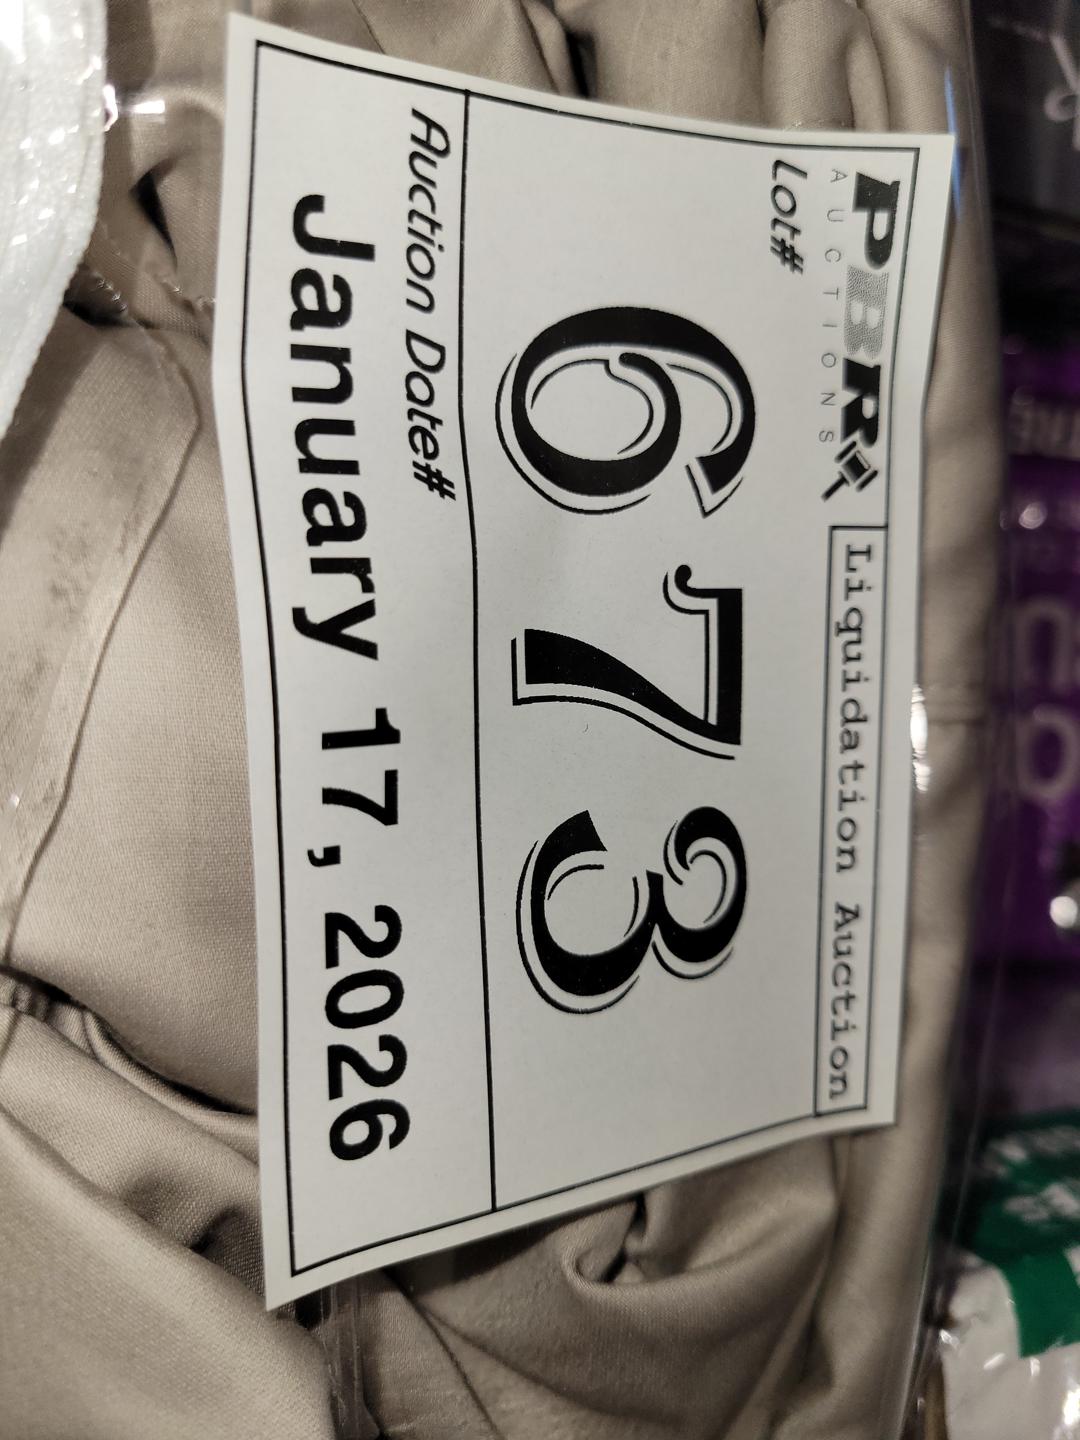 PBR
AUCTIONS
Liquidation Auction
Lot#
673
Auction Date#
January 17, 2026